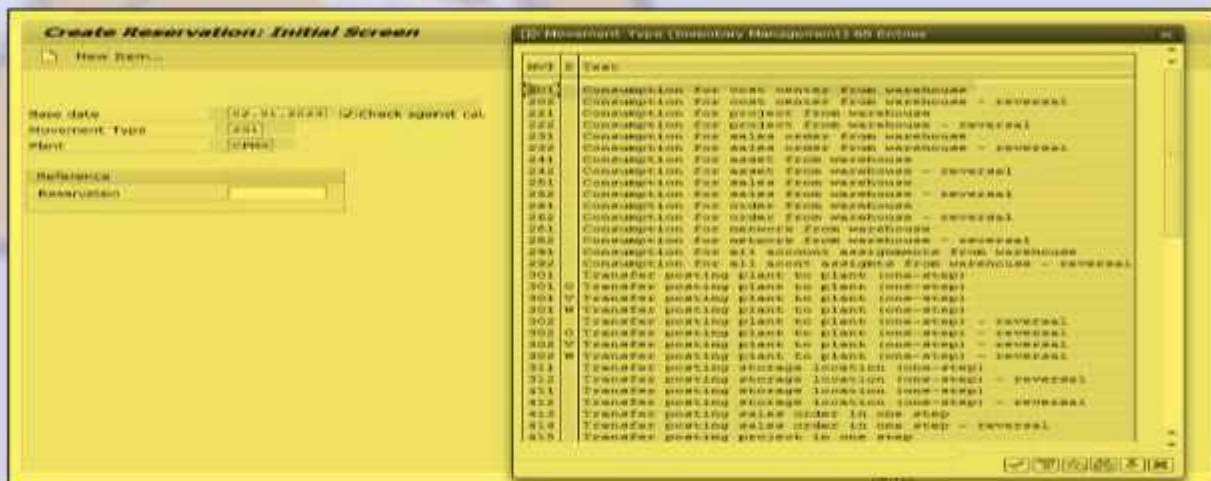 Create Reservation: Initial Screen
New Item...
Base date 02.01.2023 Check against cal.
Movement Type 201
Plant
Reference
Reservation
Movement Type (Inventory Management) 65 Entries
MvT S Text
201 Consumption for cost center from warehouse
202 Consumption for cost center from warehouse - reversal
221 Consumption for project from warehouse
222 Consumption for project from warehouse - reversal
231 Consumption for sales order from warehouse
232 Consumption for sales order from warehouse - reversal
241 Consumption for asset from warehouse
242 Consumption for asset from warehouse - reversal
251 Consumption for sales from warehouse
252 Consumption for sales from warehouse - reversal
261 Consumption for order from warehouse
262 Consumption for order from warehouse - reversal
281 Consumption for network from warehouse
282 Consumption for network from warehouse - reversal
291 Consumption for all account assignments from warehouse
292 Consumption for all accnt assigmts from warehouse - reversal
301 Transfer posting plant to plant (one-step)
301 O Transfer posting plant to plant (one-step)
301 V Transfer posting plant to plant (one-step)
301 W Transfer posting plant to plant (one-step)
302 Transfer posting plant to plant (one-step) - reversal
302 O Transfer posting plant to plant (one-step) - reversal
302 V Transfer posting plant to plant (one-step) - reversal
302 W Transfer posting plant to plant (one-step) - reversal
311 Transfer posting storage location (one-step)
312 Transfer posting storage location (one-step) - reversal
411 Transfer posting storage location (one-step)
412 Transfer posting storage location (one-step) - reversal
413 Transfer posting sales order in one step
414 Transfer posting sales order in one step - reversal
415 Transfer posting project in one step